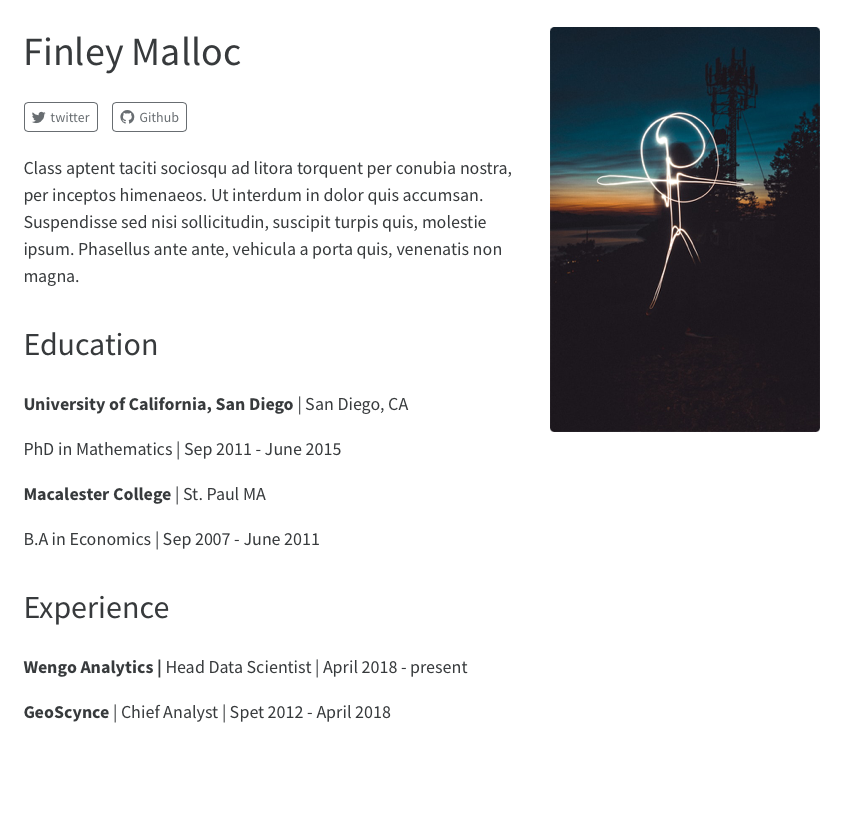 Finley Malloc
twitter
Github
Class aptent taciti sociosqu ad litora torquent per conubia nostra,
per inceptos himenaeos. Ut interdum in dolor quis accumsan.
Suspendisse sed nisi sollicitudin, suscipit turpis quis, molestie
ipsum. Phasellus ante ante, vehicula a porta quis, venenatis non
magna.
Education
University of California, San Diego | San Diego, CA
PhD in Mathematics | Sep 2011 - June 2015
Macalester College | St. Paul MA
B.A in Economics | Sep 2007 - June 2011
Experience
Wengo Analytics | Head Data Scientist | April 2018 - present
GeoScynce | Chief Analyst | Spet 2012 - April 2018